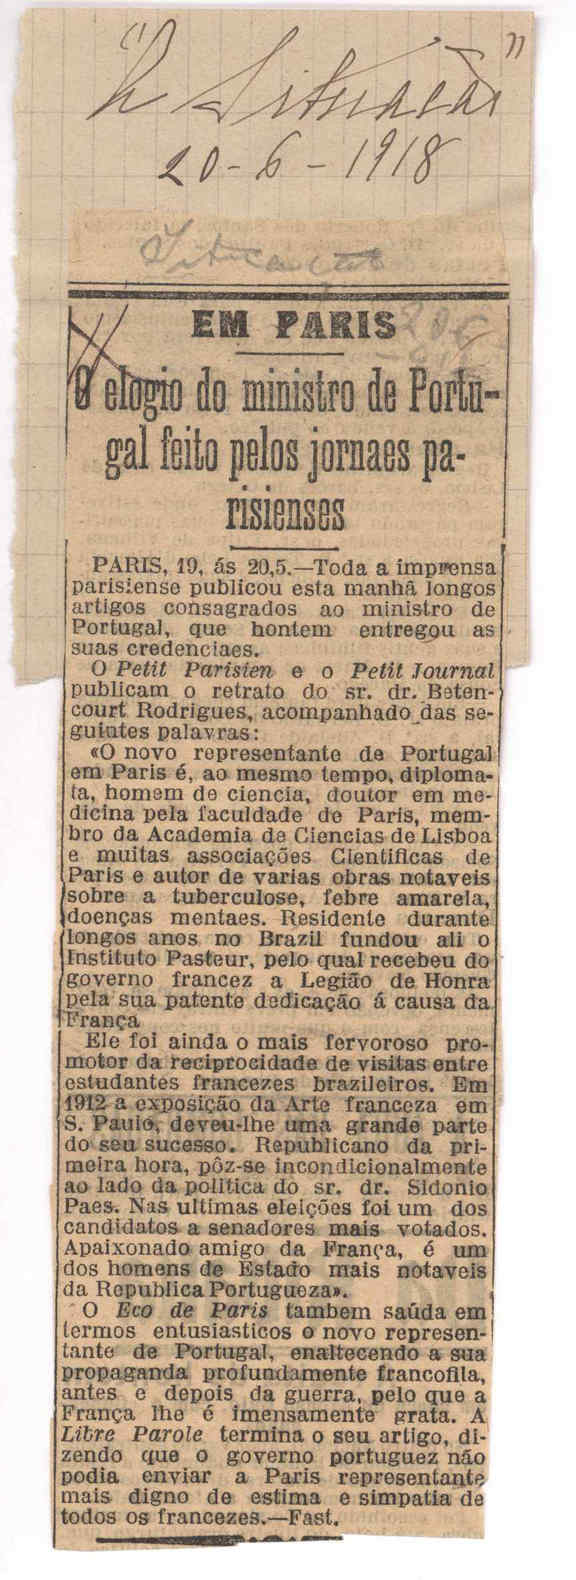 "A Situação"
20-6-1918
Situação
EM PARIS
O elogio do ministro de Portu-
gal feito pelos jornaes pa-
risienses
PARIS, 19, ás 20,5.—Toda a imprensa
parisiense publicou esta manhã longos
artigos consagrados ao ministro de
Portugal, que hontem entregou as
suas credenciaes.
O Petit Parisien e o Petit Journal
publicam o retrato do sr. dr. Beten-
court Rodrigues, acompanhado das se-
guintes palavras:
«O novo representante de Portugal
em Paris é, ao mesmo tempo, diploma-
ta, homem de ciencia, doutor em me-
dicina pela faculdade de Paris, mem-
bro da Academia de Ciencias de Lisboa
e muitas associações Cientificas de
Paris e autor de varias obras notaveis
sobre a tuberculose, febre amarela,
doenças mentaes. Residente durante
longos anos no Brazil fundou ali o
Instituto Pasteur, pelo qual recebeu do
governo francez a Legião de Honra
pela sua patente dedicação á causa da
França
Ele foi ainda o mais fervoroso pro-
motor da reciprocidade de visitas entre
estudantes francezes brazileiros. Em
1912 a exposição da Arte franceza em
S. Paulo, deveu-lhe uma grande parte
do seu sucesso. Republicano da pri-
meira hora, pôz-se incondicionalmente
ao lado da politica do sr. dr. Sidonio
Paes. Nas ultimas eleições foi um dos
candidatos a senadores mais votados.
Apaixonado amigo da França, é um
dos homens de Estado mais notaveis
da Republica Portugueza».
O Eco de Paris tambem saúda em
termos entusiasticos o novo represen-
tante de Portugal, enaltecendo a sua
propaganda profundamente francofila,
antes e depois da guerra, pelo que a
França lhe é imensamente grata. A
Libre Parole termina o seu artigo, di-
zendo que o governo portuguez não
podia enviar a Paris representante
mais digno de estima e simpatia de
todos os francezes.—Fast.